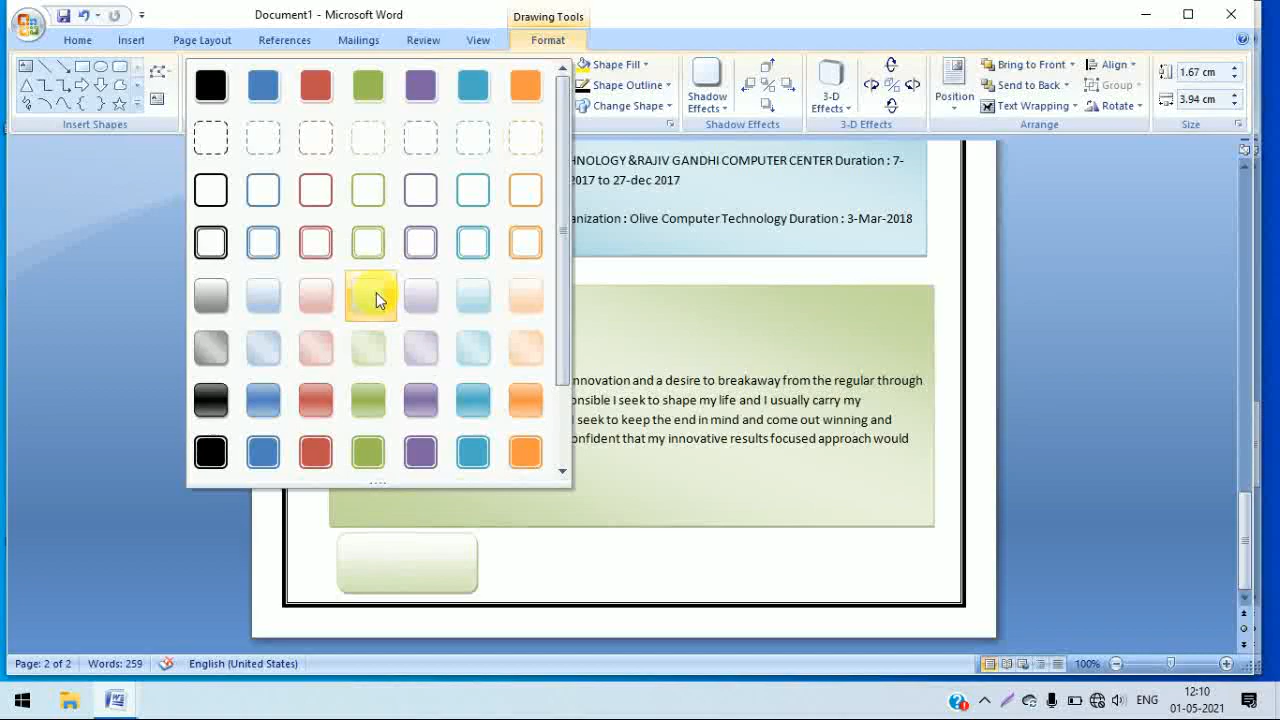 Document1 - Microsoft Word
Drawing Tools
Home Insert Page Layout References Mailings Review View Format
Shape Fill
Shape Outline
Change Shape
Shadow Effects
3-D Effects
Position
Bring to Front
Send to Back
Text Wrapping
Align
Group
Rotate
1.67 cm
3.94 cm
Insert Shapes Shadow Effects 3-D Effects Arrange Size
HNOLOGY &RAJIV GANDHI COMPUTER CENTER Duration : 7-
2017 to 27-dec 2017
anization : Olive Computer Technology Duration : 3-Mar-2018
nnovation and a desire to breakaway from the regular through
onsible I seek to shape my life and I usually carry my
I seek to keep the end in mind and come out winning and
onfident that my innovative results focused approach would
Page: 2 of 2 Words: 259 English (United States) 100%
ENG 12:10
01-05-2021